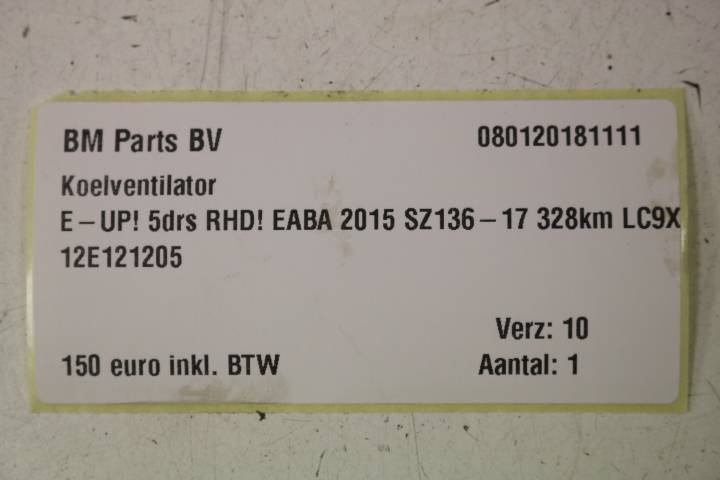 BM Parts BV 080120181111
Koelventilator
E-UP! 5drs RHD! EABA 2015 SZ136-17 328km LC9X
12E121205
Verz: 10
150 euro inkl. BTW Aantal: 1